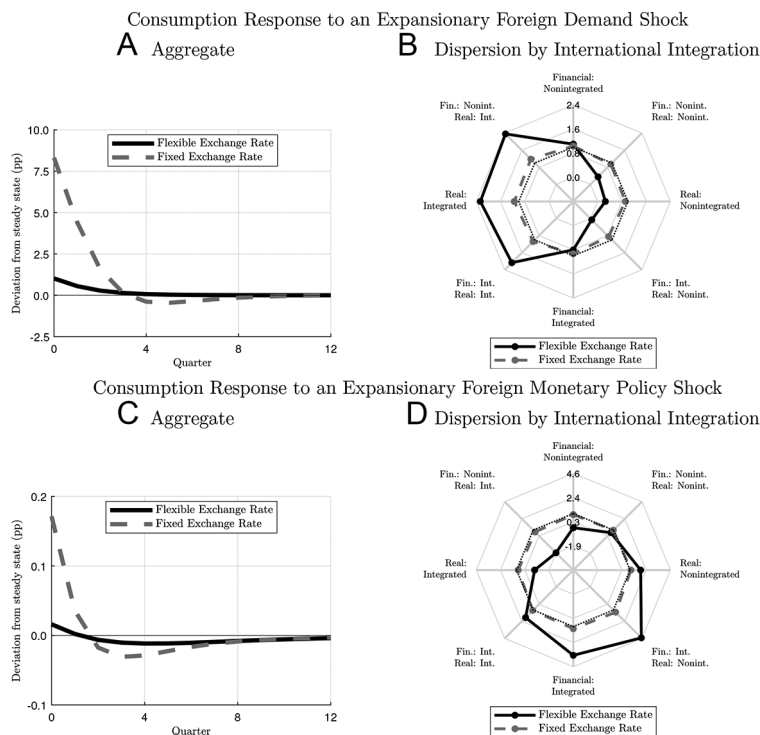 Consumption Response to an Expansionary Foreign Demand Shock
A Aggregate
10.0
7.5
5.0
2.5
0.0
-2.5
Deviation from steady state (pp)
Flexible Exchange Rate
Fixed Exchange Rate
0 4 8 12
Quarter
B Dispersion by International Integration
Financial:
Nonintegrated
Fin.: Nonint.
Real: Int.
Fin.: Nonint.
Real: Nonint.
2.4
1.6
0.8
0.0
Real:
Integrated
Real:
Nonintegrated
Fin.: Int.
Real: Int.
Fin.: Int.
Real: Nonint.
Financial:
Integrated
Flexible Exchange Rate
Fixed Exchange Rate
Consumption Response to an Expansionary Foreign Monetary Policy Shock
C Aggregate
0.2
0.1
0.0
-0.1
Deviation from steady state (pp)
Flexible Exchange Rate
Fixed Exchange Rate
0 4 8 12
Quarter
D Dispersion by International Integration
Financial:
Nonintegrated
Fin.: Nonint.
Real: Int.
Fin.: Nonint.
Real: Nonint.
4.6
2.4
0.3
-1.9
Real:
Integrated
Real:
Nonintegrated
Fin.: Int.
Real: Int.
Fin.: Int.
Real: Nonint.
Financial:
Integrated
Flexible Exchange Rate
Fixed Exchange Rate